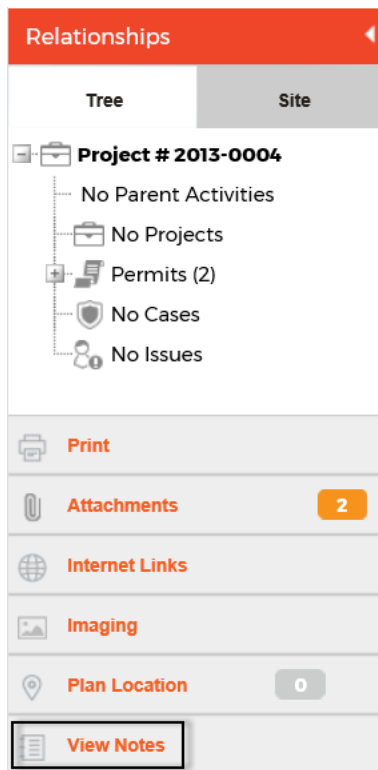 Relationships
Tree Site
Project # 2013-0004
No Parent Activities
No Projects
Permits (2)
No Cases
No Issues
Print
Attachments 2
Internet Links
Imaging
Plan Location 0
View Notes